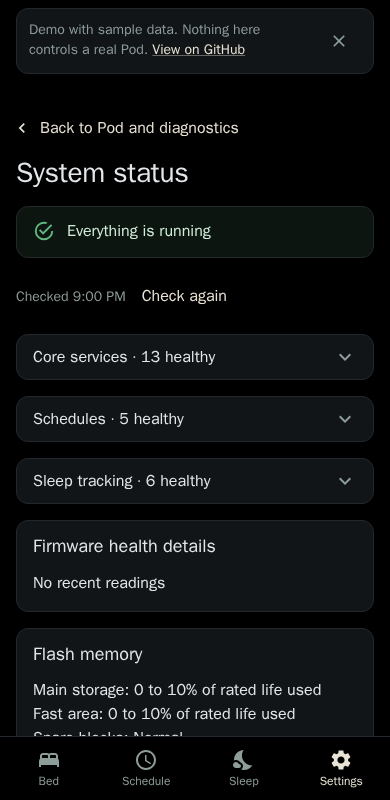 Demo with sample data. Nothing here
controls a real Pod. View on GitHub
Back to Pod and diagnostics
System status
Everything is running
Checked 9:00 PM Check again
Core services · 13 healthy
Schedules · 5 healthy
Sleep tracking · 6 healthy
Firmware health details
No recent readings
Flash memory
Main storage: 0 to 10% of rated life used
Fast area: 0 to 10% of rated life used
Spare blocks: Normal
Bed Schedule Sleep Settings